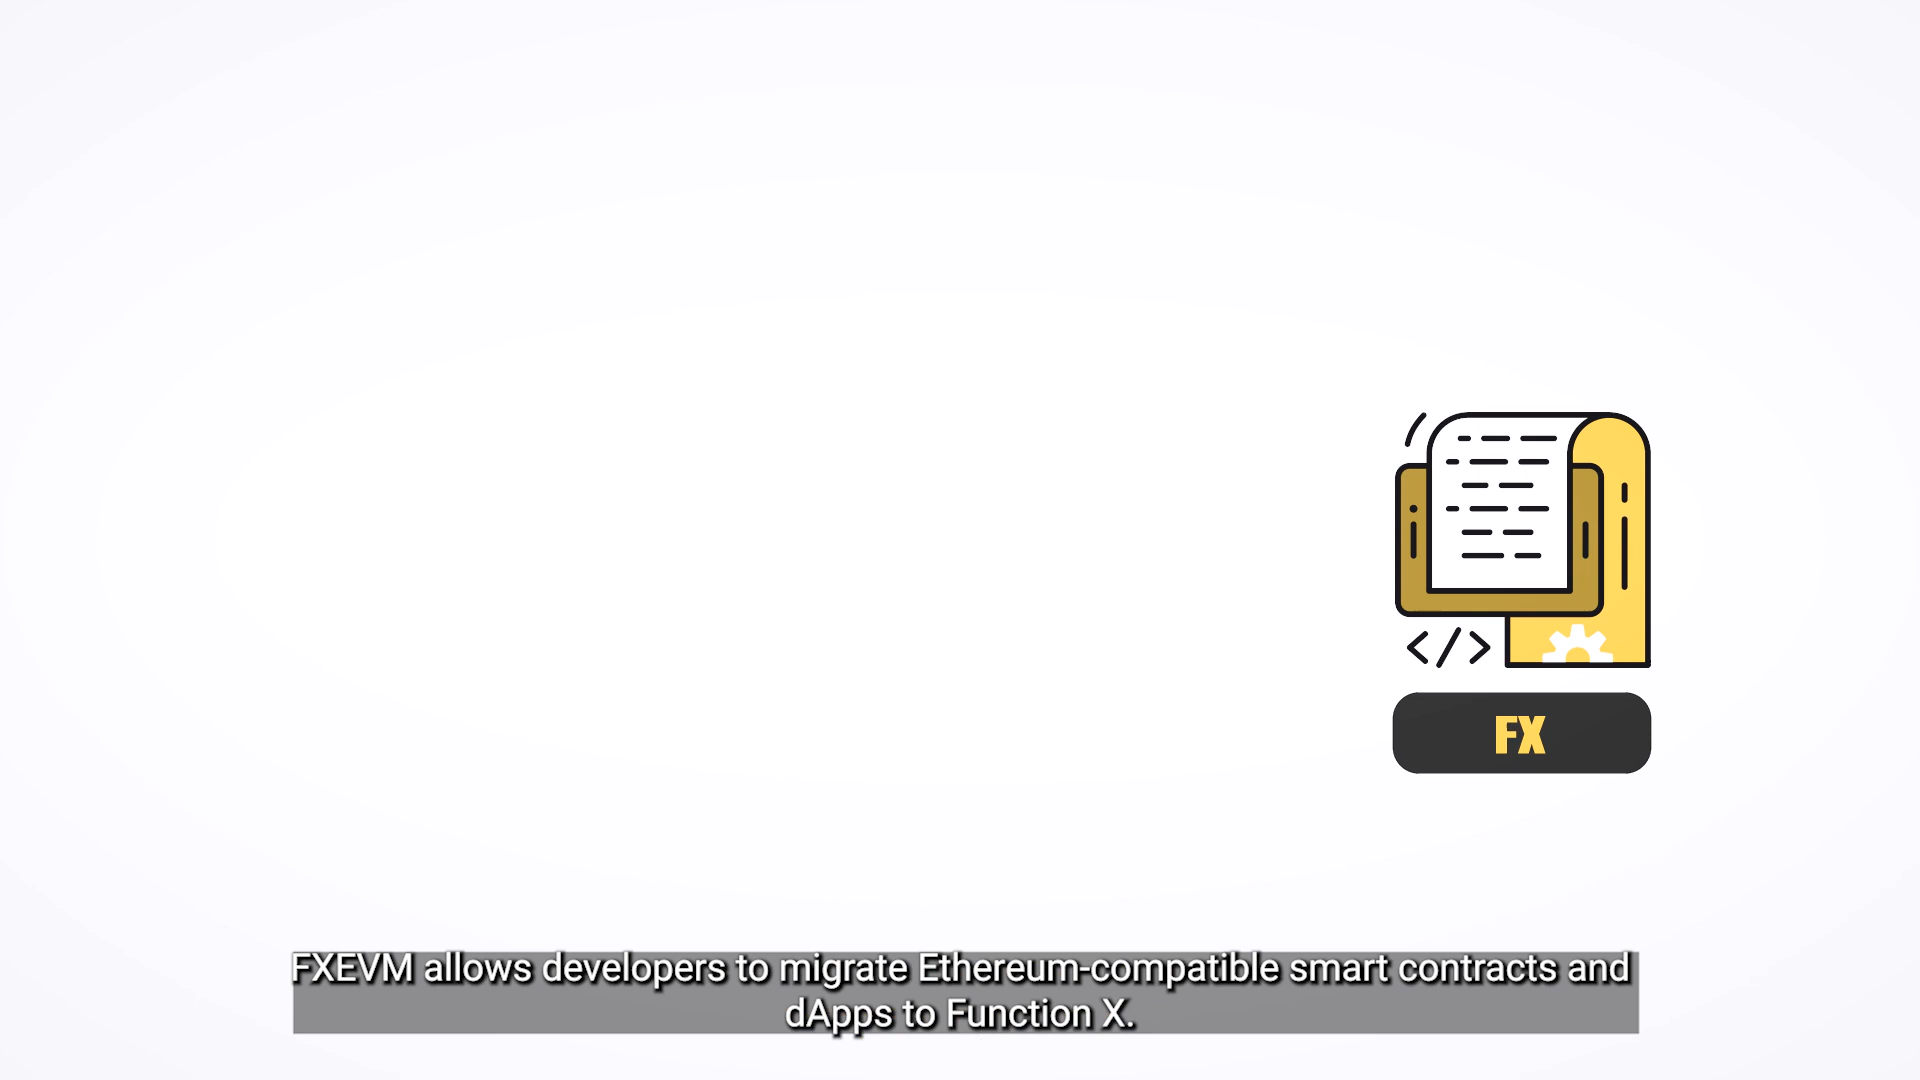 </>
FX
FXEVM allows developers to migrate Ethereum-compatible smart contracts and
dApps to Function X.